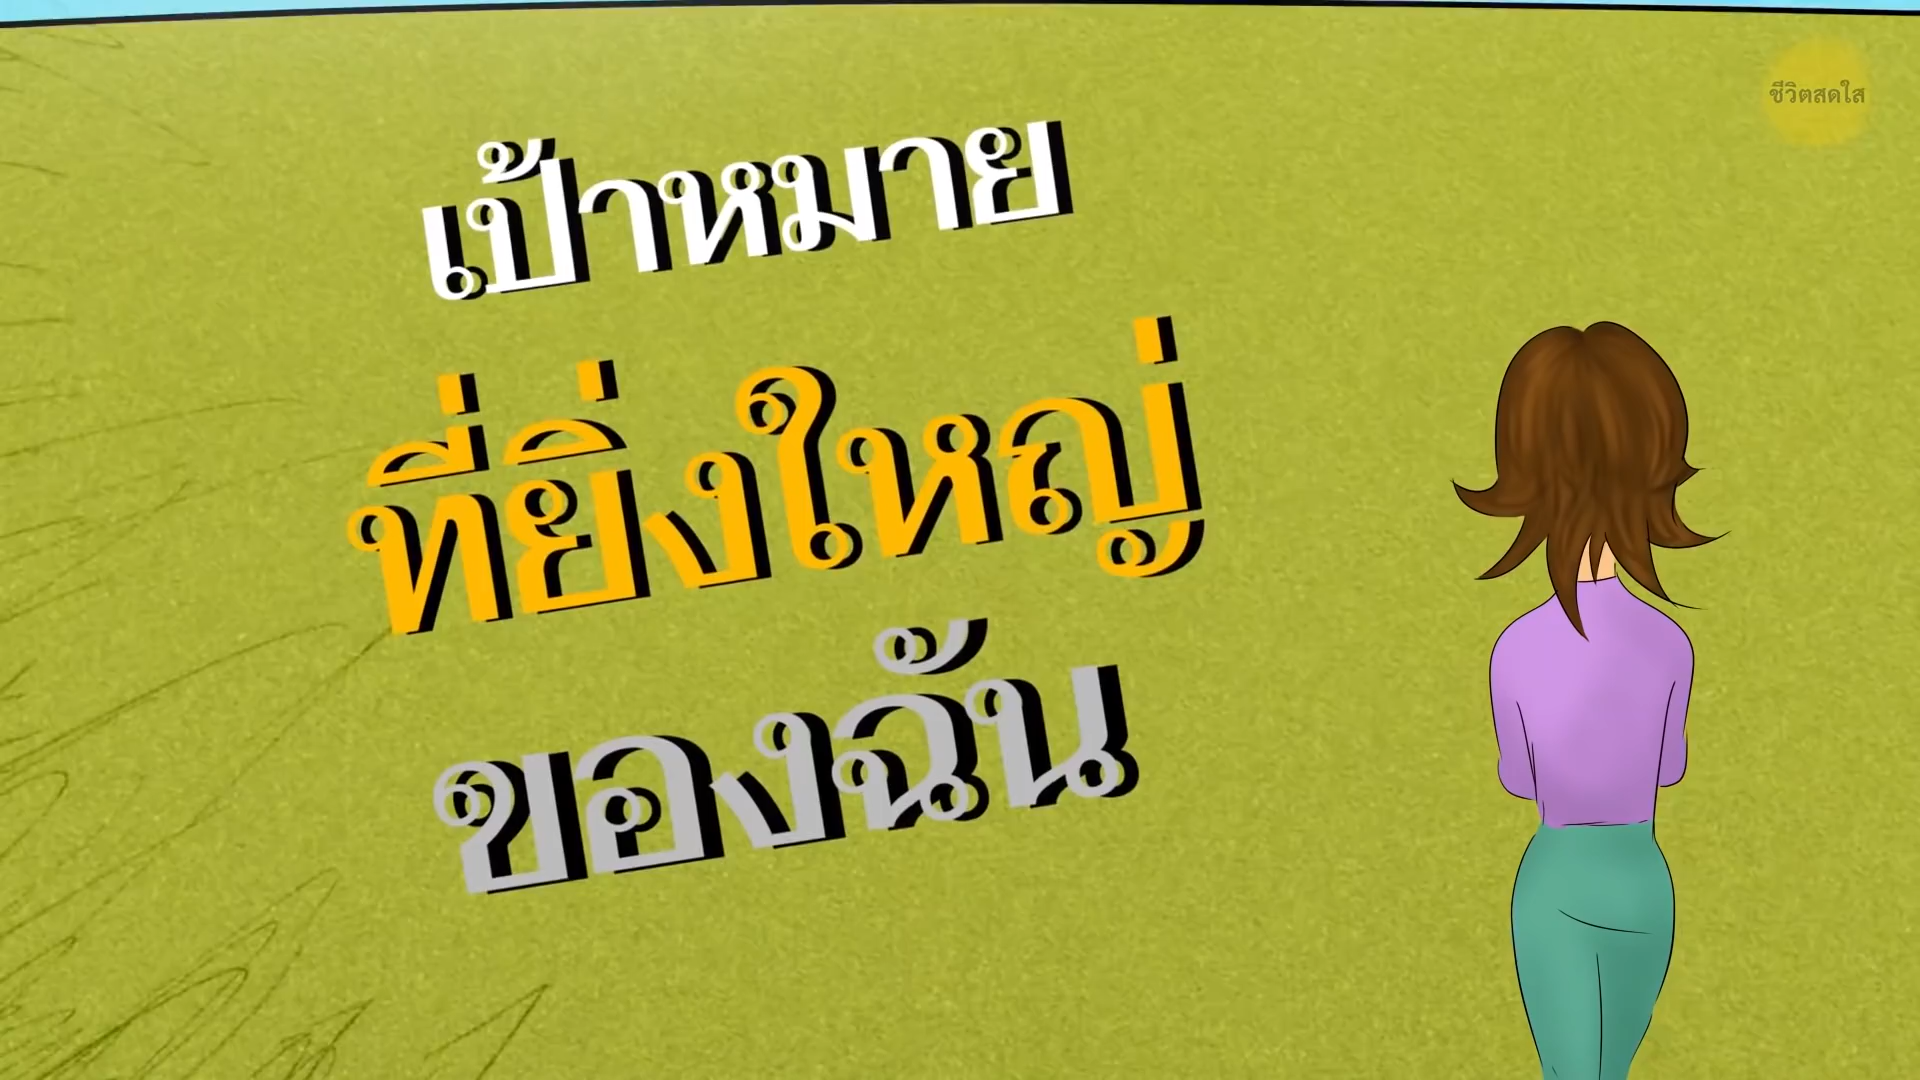 ชีวิตสดใส
เป้าหมาย
ที่ยิ่งใหญ่
ของฉัน